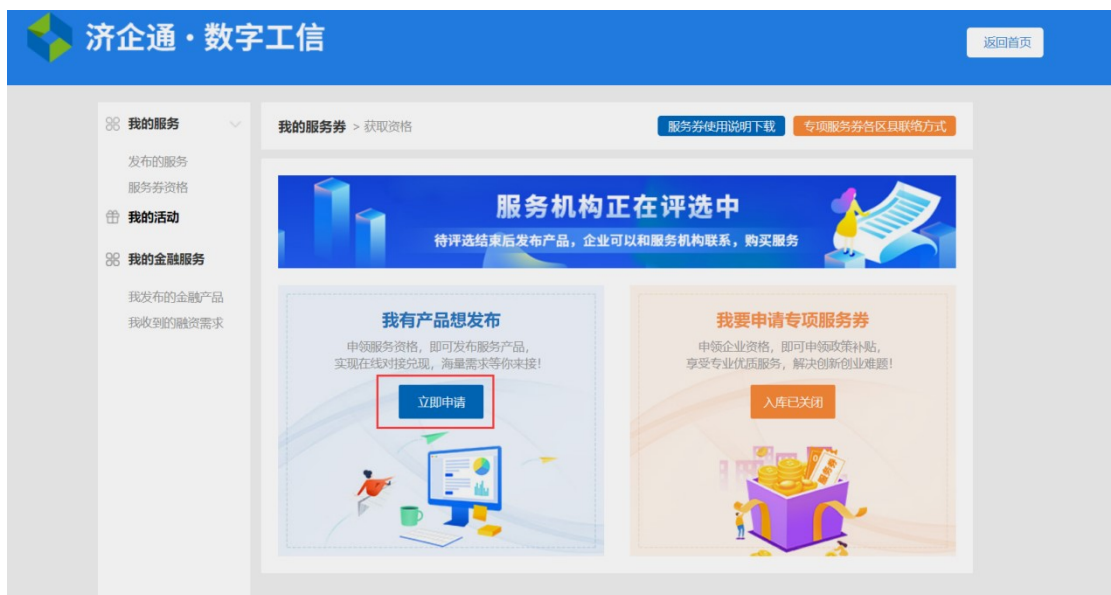 济企通·数字工信
返回首页
我的服务
发布的服务
服务券资格
我的活动
我的金融服务
我发布的金融产品
我收到的融资需求
我的服务券 > 获取资格
服务券使用说明下载
专项服务券各区县联络方式
服务机构正在评选中
待评选结束后发布产品，企业可以和服务机构联系，购买服务
我有产品想发布
申领服务资格，即可发布服务产品，
实现在线对接兑现，海量需求等你来接！
立即申请
我要申请专项服务券
申领企业资格，即可申领政策补贴，
享受专业优质服务，解决创新创业难题！
入库已关闭
服务券